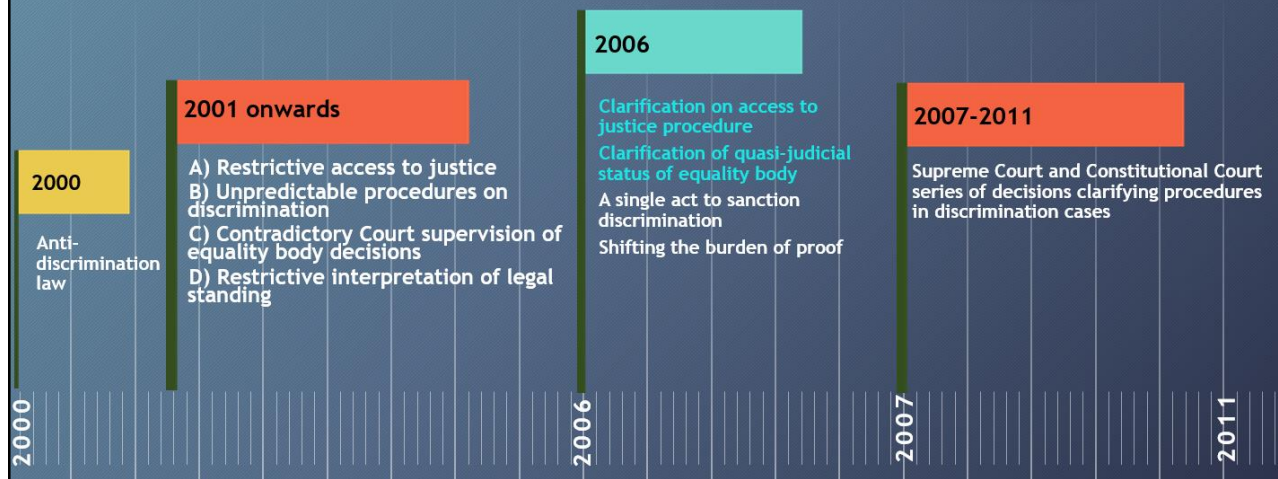 2000
Anti-
discrimination
law
2001 onwards
A) Restrictive access to justice
B) Unpredictable procedures on
discrimination
C) Contradictory Court supervision of
equality body decisions
D) Restrictive interpretation of legal
standing
2006
Clarification on access to
justice procedure
Clarification of quasi-judicial
status of equality body
A single act to sanction
discrimination
Shifting the burden of proof
2007-2011
Supreme Court and Constitutional Court
series of decisions clarifying procedures
in discrimination cases
2000
2006
2007
2011